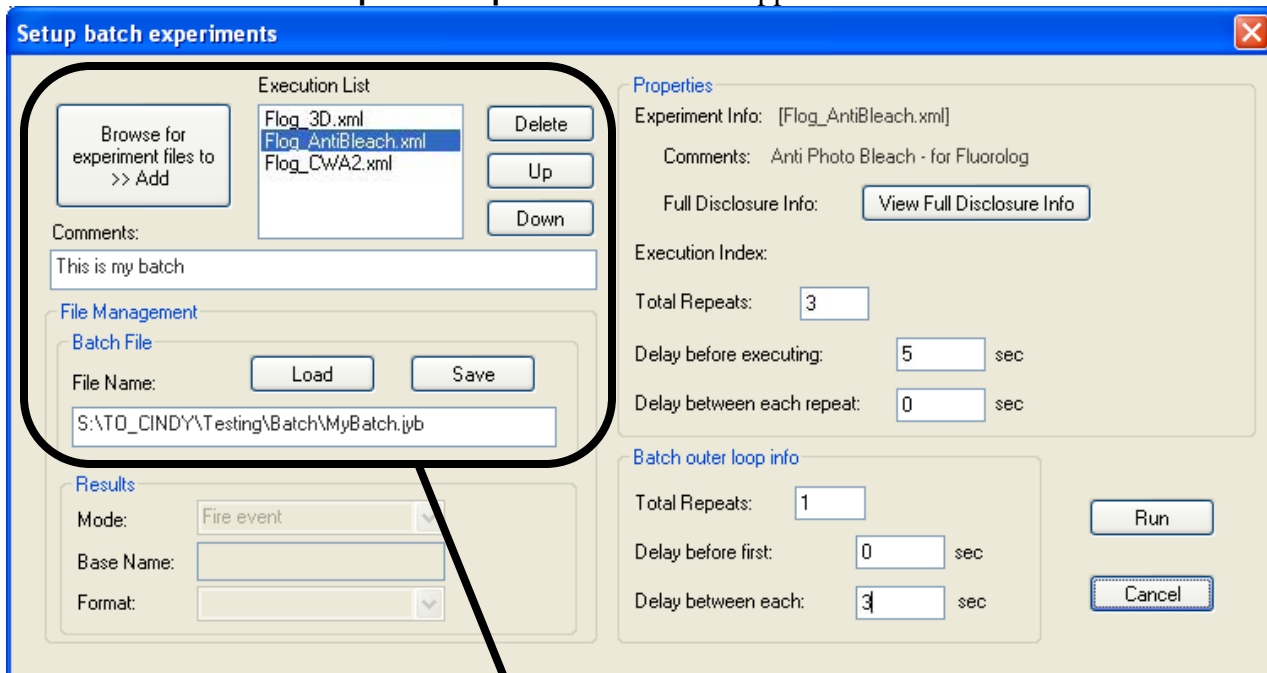 Setup batch experiments
Execution List
Browse for
experiment files to
>> Add
Flog_3D.xml
Flog_AntiBleach.xml
Flog_CWA2.xml
Delete
Up
Down
Comments:
This is my batch
File Management
Batch File
File Name:
Load
Save
S:\TO_CINDY\Testing\Batch\MyBatch.jyb
Results
Mode:
Fire event
Base Name:
Format:
Properties
Experiment Info: [Flog_AntiBleach.xml]
Comments: Anti Photo Bleach - for Fluorolog
Full Disclosure Info: View Full Disclosure Info
Execution Index:
Total Repeats: 3
Delay before executing: 5 sec
Delay between each repeat: 0 sec
Batch outer loop info
Total Repeats: 1
Delay before first: 0 sec
Delay between each: 3 sec
Run
Cancel